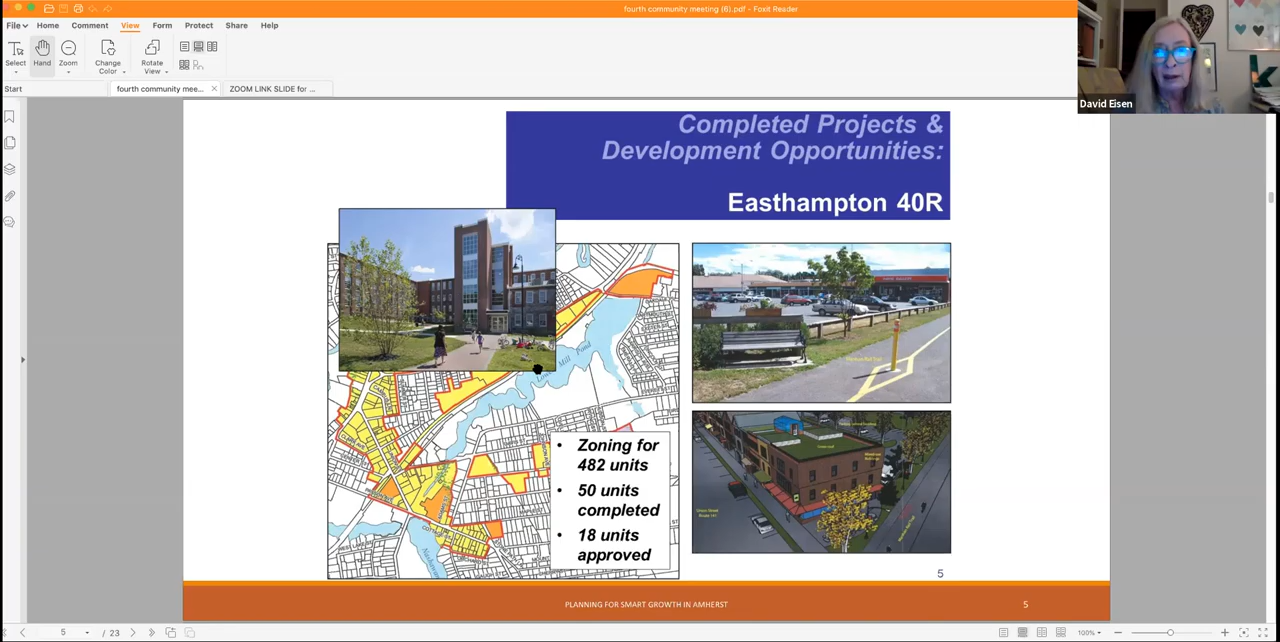 fourth community meeting (6).pdf - Foxit Reader
File Home Comment View Form Protect Share Help
Select Hand Zoom Change Color Rotate View
Start fourth community mee... ZOOM LINK SLIDE for ...
David Eisen
Completed Projects &
Development Opportunities:
Easthampton 40R
Mill Pond
• Zoning for
482 units
• 50 units
completed
• 18 units
approved
5
PLANNING FOR SMART GROWTH IN AMHERST 5
5 / 23 100%